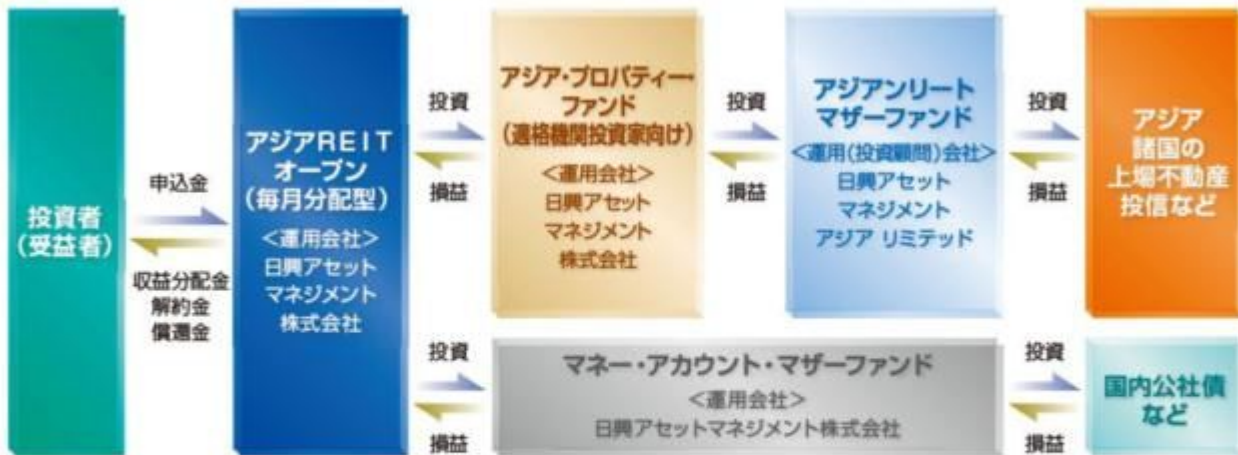 投資者
(受益者)
申込金
収益分配金
解約金
償還金
アジアREIT
オープン
(毎月分配型)
<運用会社>
日興アセット
マネジメント
株式会社
投資
損益
アジア・プロパティー・
ファンド
(適格機関投資家向け)
<運用会社>
日興アセット
マネジメント
株式会社
投資
損益
アジアンリート
マザーファンド
<運用(投資顧問)会社>
日興アセット
マネジメント
アジア リミテッド
投資
損益
アジア
諸国の
上場不動産
投信など
投資
損益
マネー・アカウント・マザーファンド
<運用会社>
日興アセットマネジメント株式会社
投資
損益
国内公社債
など